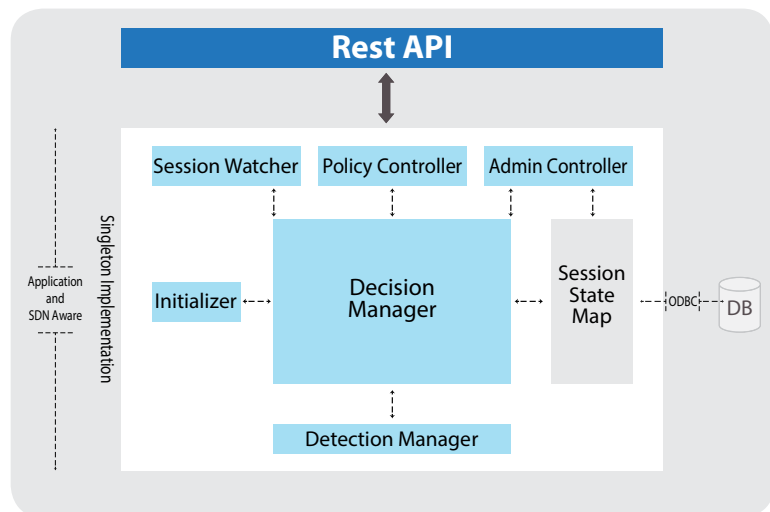 Rest API
Session Watcher
Policy Controller
Admin Controller
Singleton Implementation
Application
and
SDN Aware
Initializer
Decision
Manager
Session
State
Map
ODBC
DB
Detection Manager